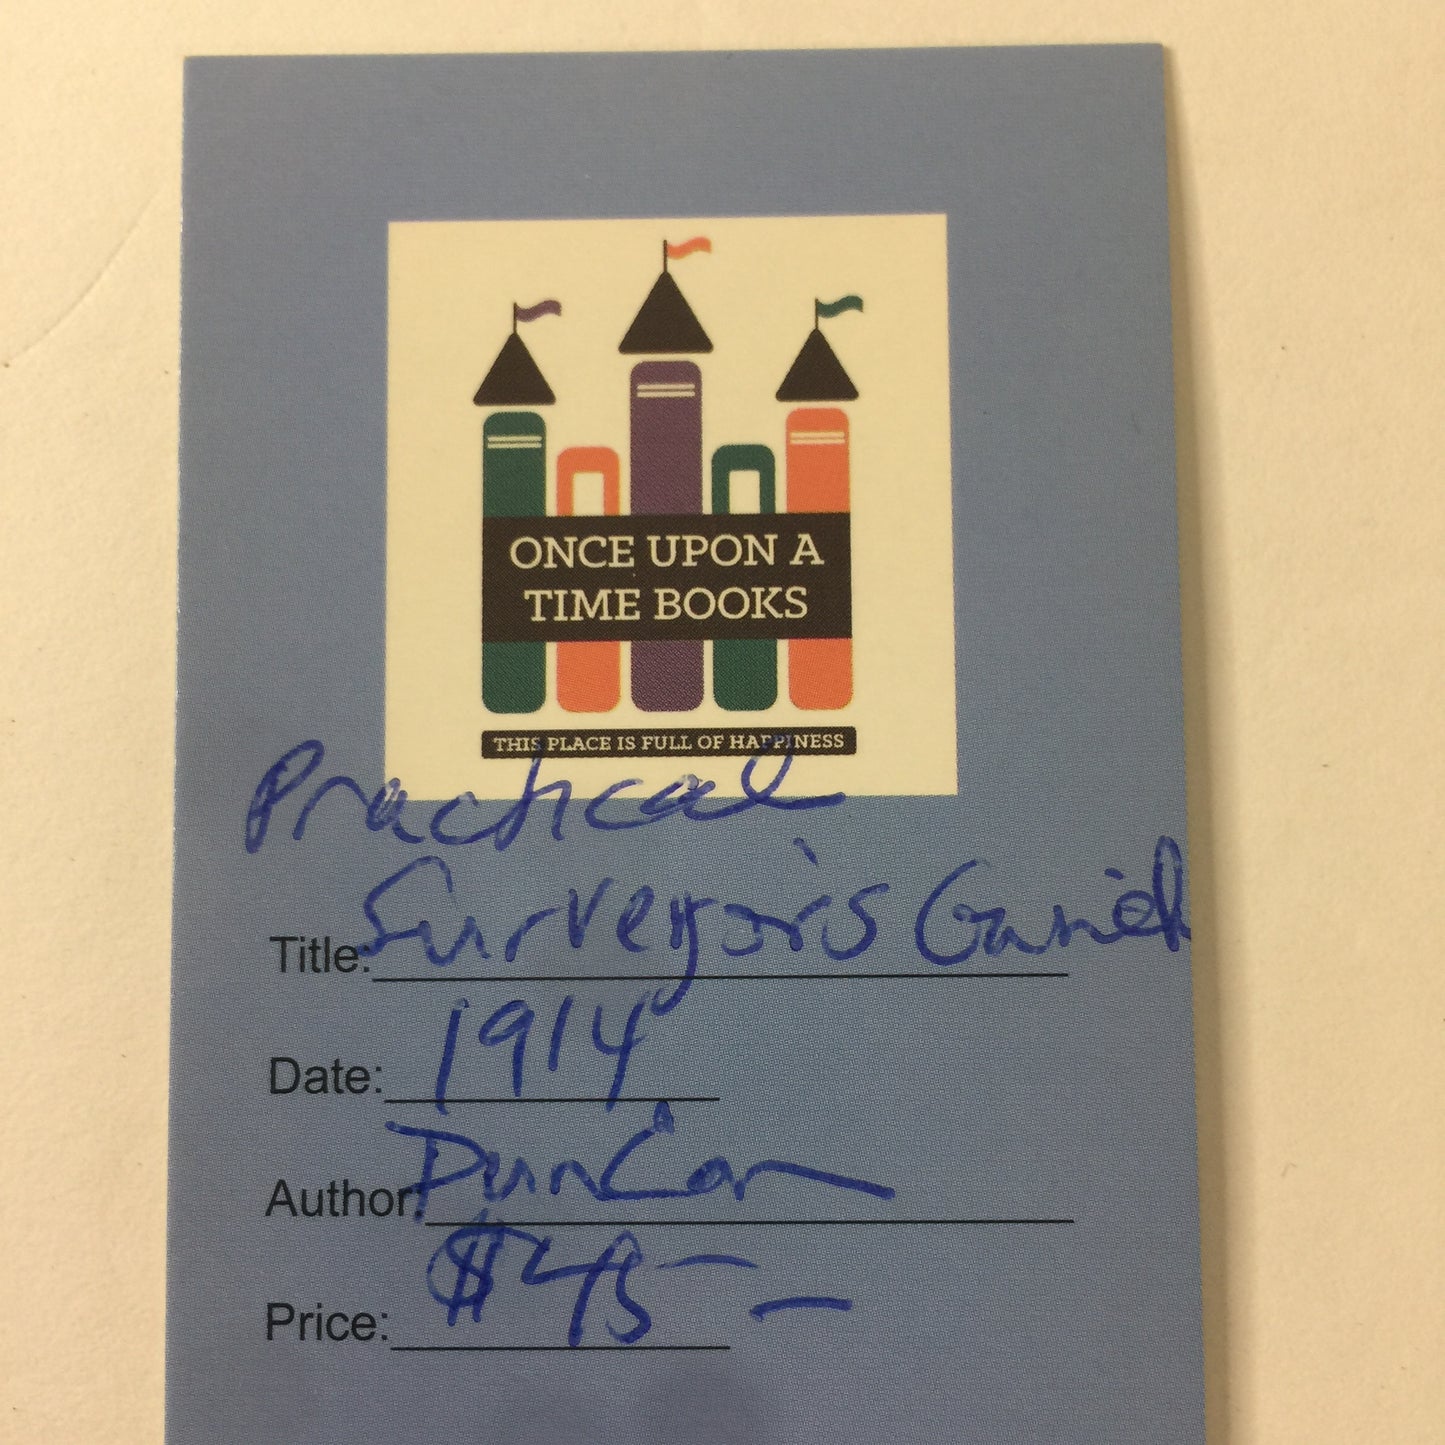 ONCE UPON A
TIME BOOKS
THIS PLACE IS FULL OF HAPPINESS
Practical
Title: Surveyor's
Date: 1914
Author: Duncan
Price: $45 –